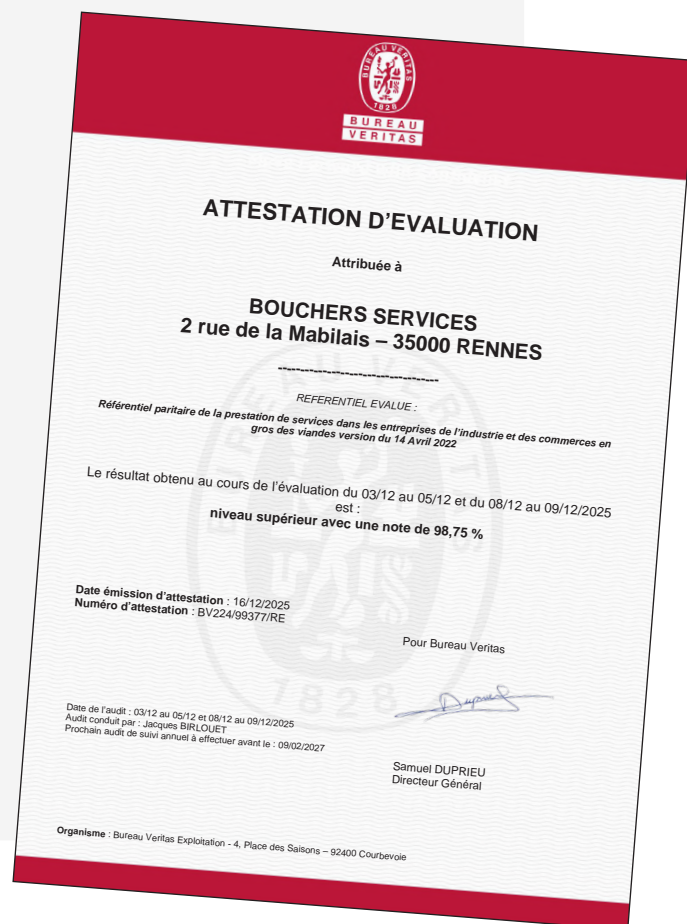 BUREAU VERITAS
1828
BUREAU
VERITAS
ATTESTATION D'EVALUATION
Attribuée à
BOUCHERS SERVICES
2 rue de la Mabilais – 35000 RENNES
------------------------------------
REFERENTIEL EVALUE :
Référentiel paritaire de la prestation de services dans les entreprises de l'industrie et des commerces en
gros des viandes version du 14 Avril 2022
Le résultat obtenu au cours de l'évaluation du 03/12 au 05/12 et du 08/12 au 09/12/2025
est :
niveau supérieur avec une note de 98,75 %
Date émission d'attestation : 16/12/2025
Numéro d'attestation : BV224/99377/RE
Pour Bureau Veritas
Duprieu
Date de l'audit : 03/12 au 05/12 et 08/12 au 09/12/2025
Audit conduit par : Jacques BIRLOUET
Prochain audit de suivi annuel à effectuer avant le : 09/02/2027
Samuel DUPRIEU
Directeur Général
Organisme : Bureau Veritas Exploitation - 4, Place des Saisons – 92400 Courbevoie
BUREAU VERITAS
1828